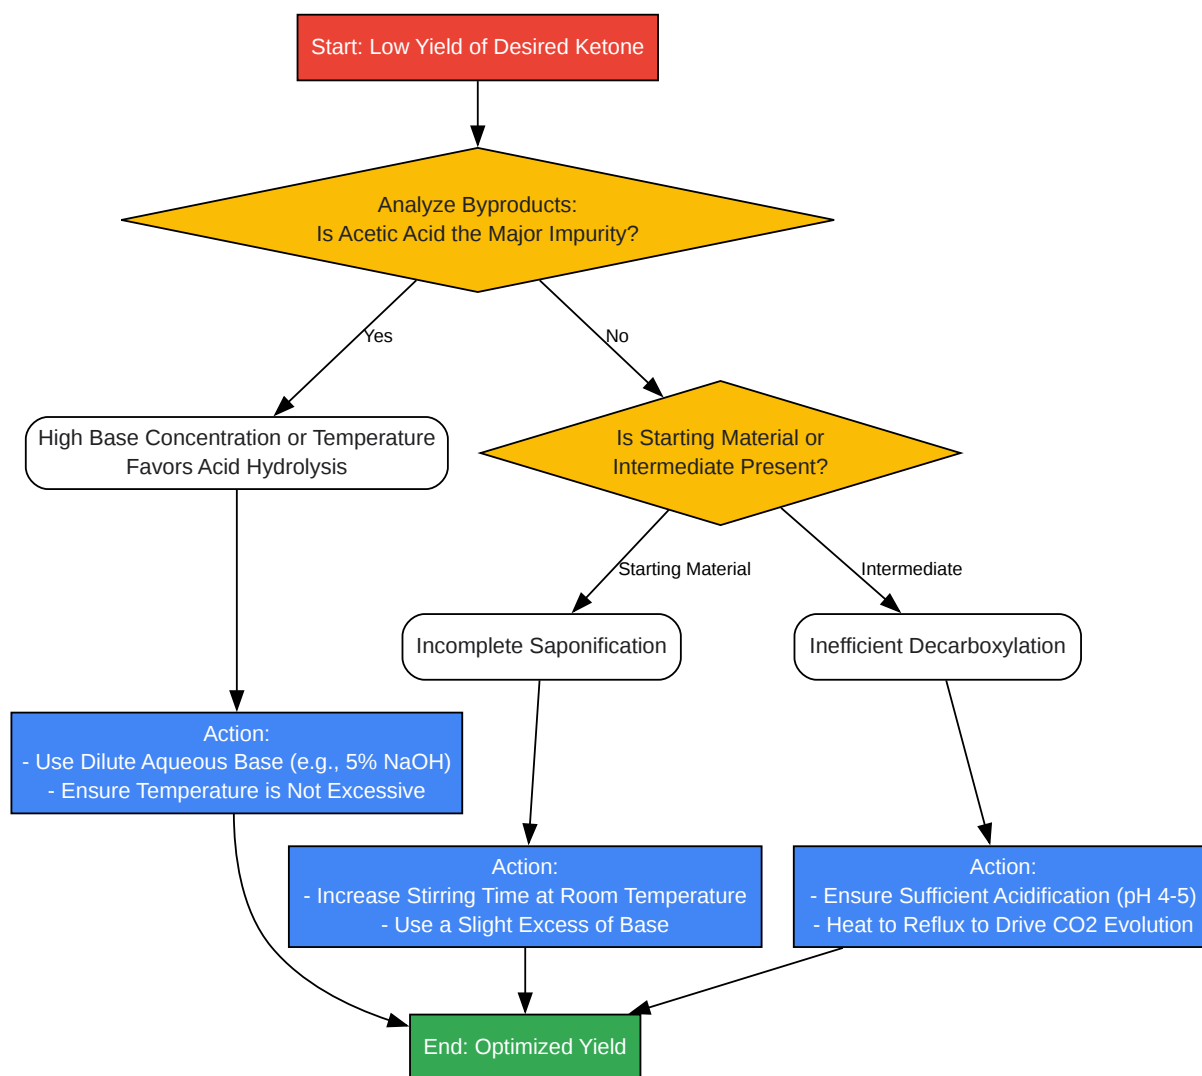 Start: Low Yield of Desired Ketone
Analyze Byproducts:
Is Acetic Acid the Major Impurity?
Yes
No
High Base Concentration or Temperature
Favors Acid Hydrolysis
Is Starting Material or
Intermediate Present?
Starting Material
Intermediate
Incomplete Saponification
Inefficient Decarboxylation
Action:
- Use Dilute Aqueous Base (e.g., 5% NaOH)
- Ensure Temperature is Not Excessive
Action:
- Increase Stirring Time at Room Temperature
- Use a Slight Excess of Base
Action:
- Ensure Sufficient Acidification (pH 4-5)
- Heat to Reflux to Drive CO2 Evolution
End: Optimized Yield